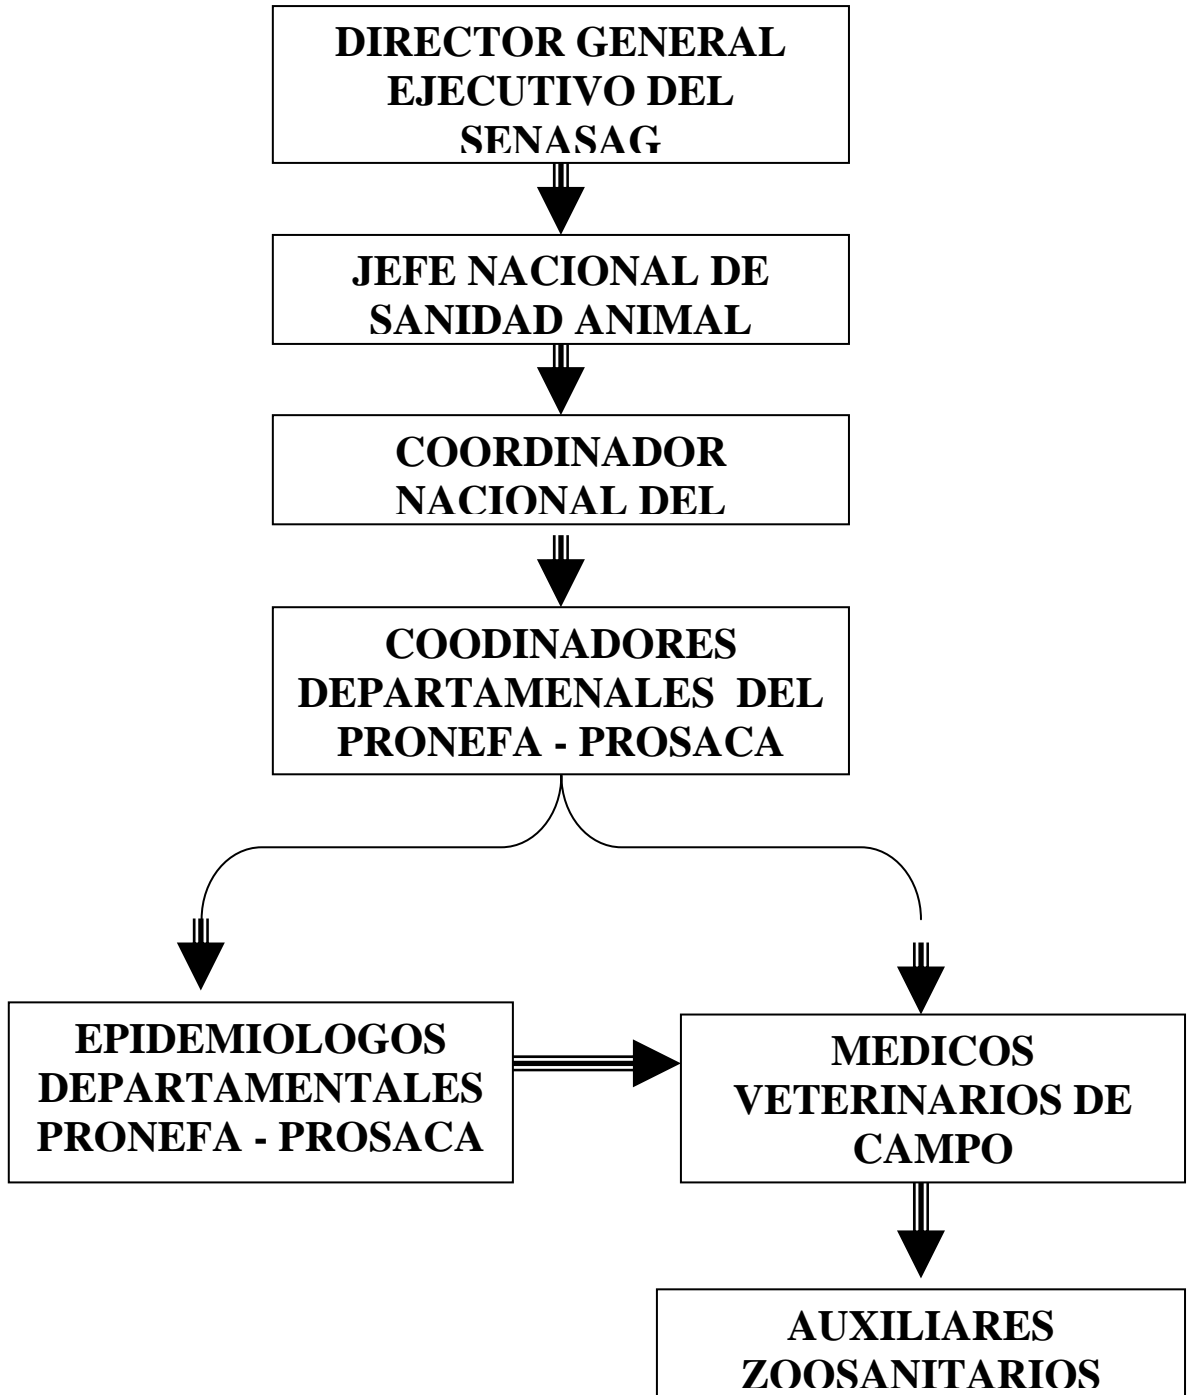 DIRECTOR GENERAL
EJECUTIVO DEL
SENASAG
JEFE NACIONAL DE
SANIDAD ANIMAL
COORDINADOR
NACIONAL DEL
COODINADORES
DEPARTAMENALES DEL
PRONEFA - PROSACA
EPIDEMIOLOGOS
DEPARTAMENTALES
PRONEFA - PROSACA
MEDICOS
VETERINARIOS DE
CAMPO
AUXILIARES
ZOOSANITARIOS